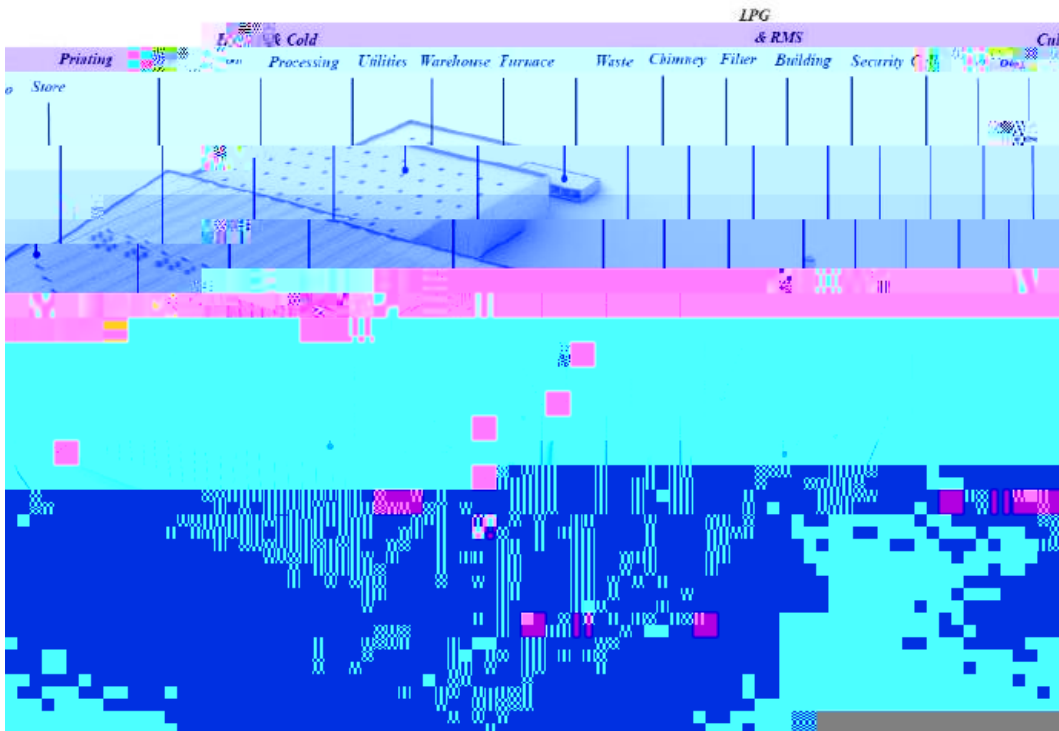 LPG
& Cold & RMS
Printing Processing Utilities Warehouse Furnace Waste Chimney Filter Building Security
Store